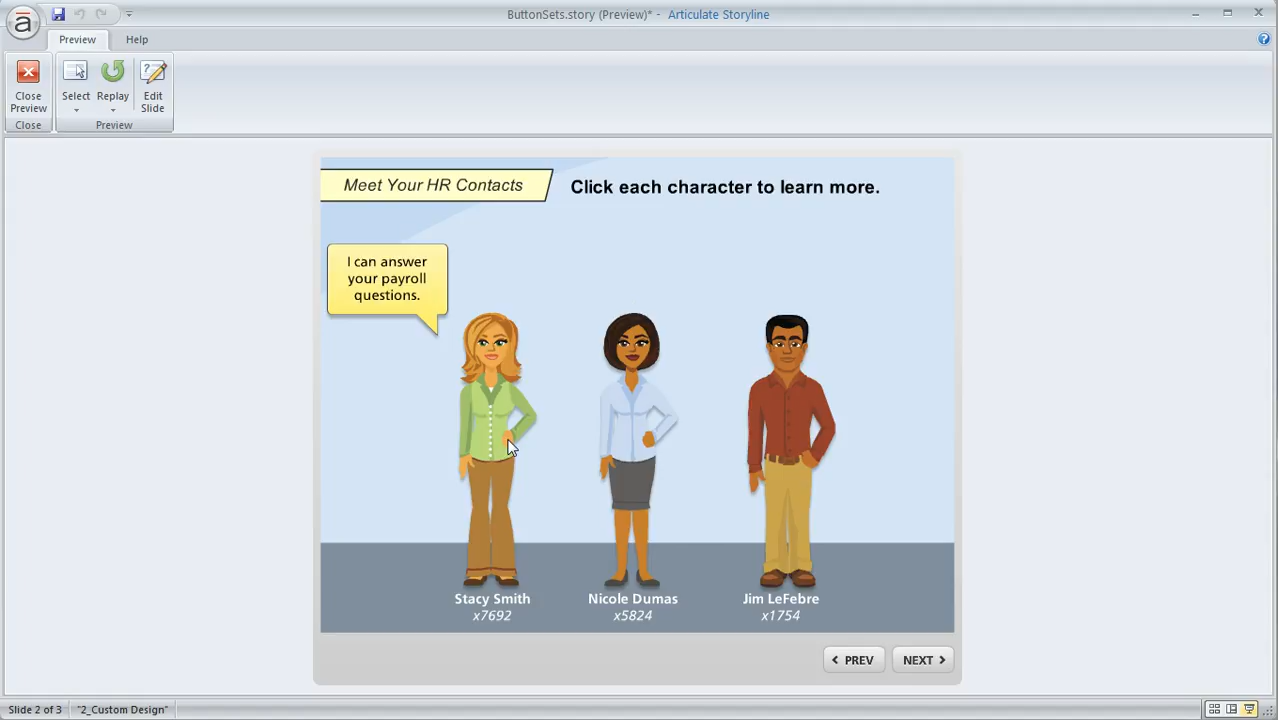 ButtonSets.story (Preview)* - Articulate Storyline
Preview
Help
Close Preview
Select
Replay
Edit Slide
Close
Preview
Meet Your HR Contacts
Click each character to learn more.
I can answer
your payroll
questions.
Stacy Smith
x7692
Nicole Dumas
x5824
Jim LeFebre
x1754
PREV
NEXT
Slide 2 of 3
"2_Custom Design"